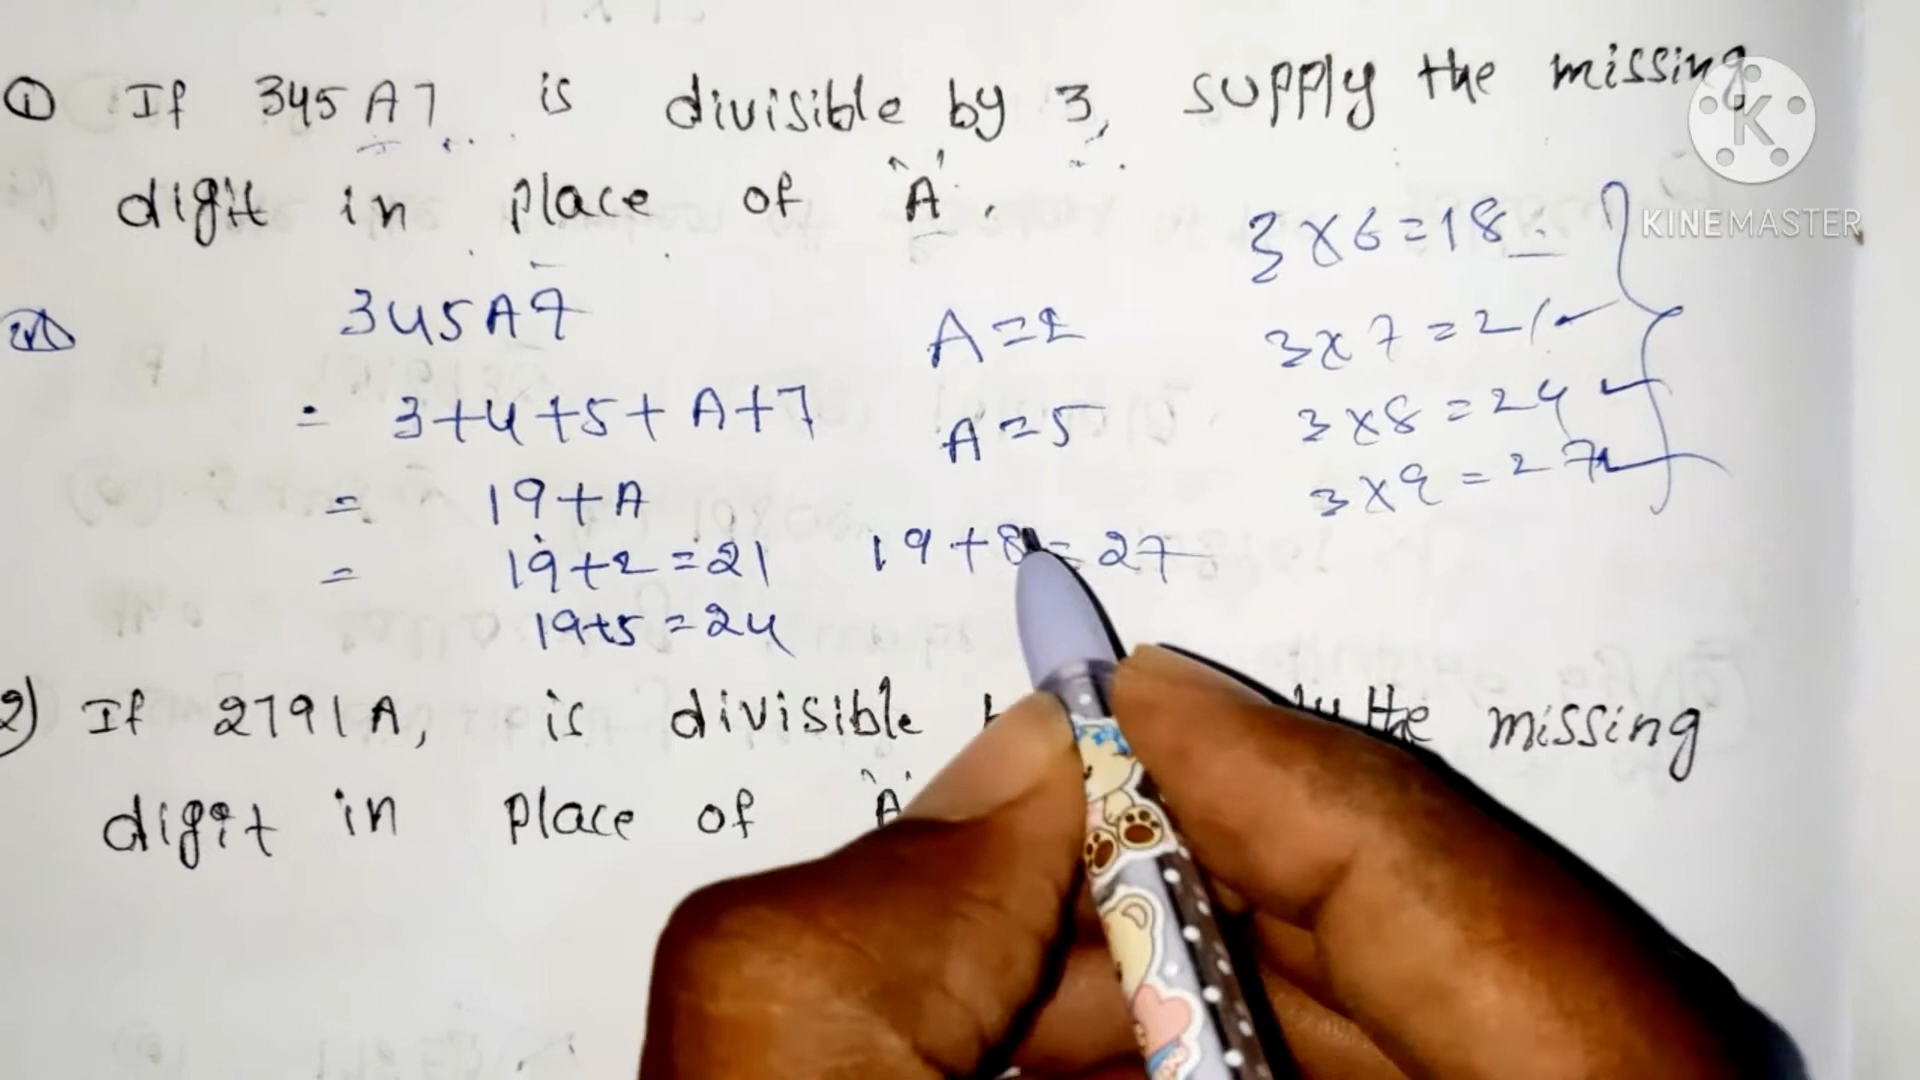 ① If 345A7 is divisible by 3, supply the missing
digit in place of 'A'.
KINEMASTER
345A7
= 3+4+5+A+7
= 19+A
= 19+2=21
19+5=24
A=2
A=5
19+8=27
3×6=18
3×7=21
3×8=24
3×9=27
2) If 2791A, is divisible the missing
digit in place of 'A